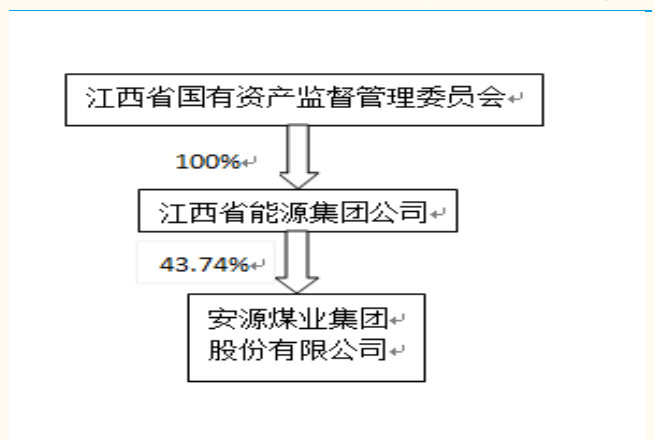 江西省国有资产监督管理委员会
100%
江西省能源集团公司
43.74%
安源煤业集团
股份有限公司